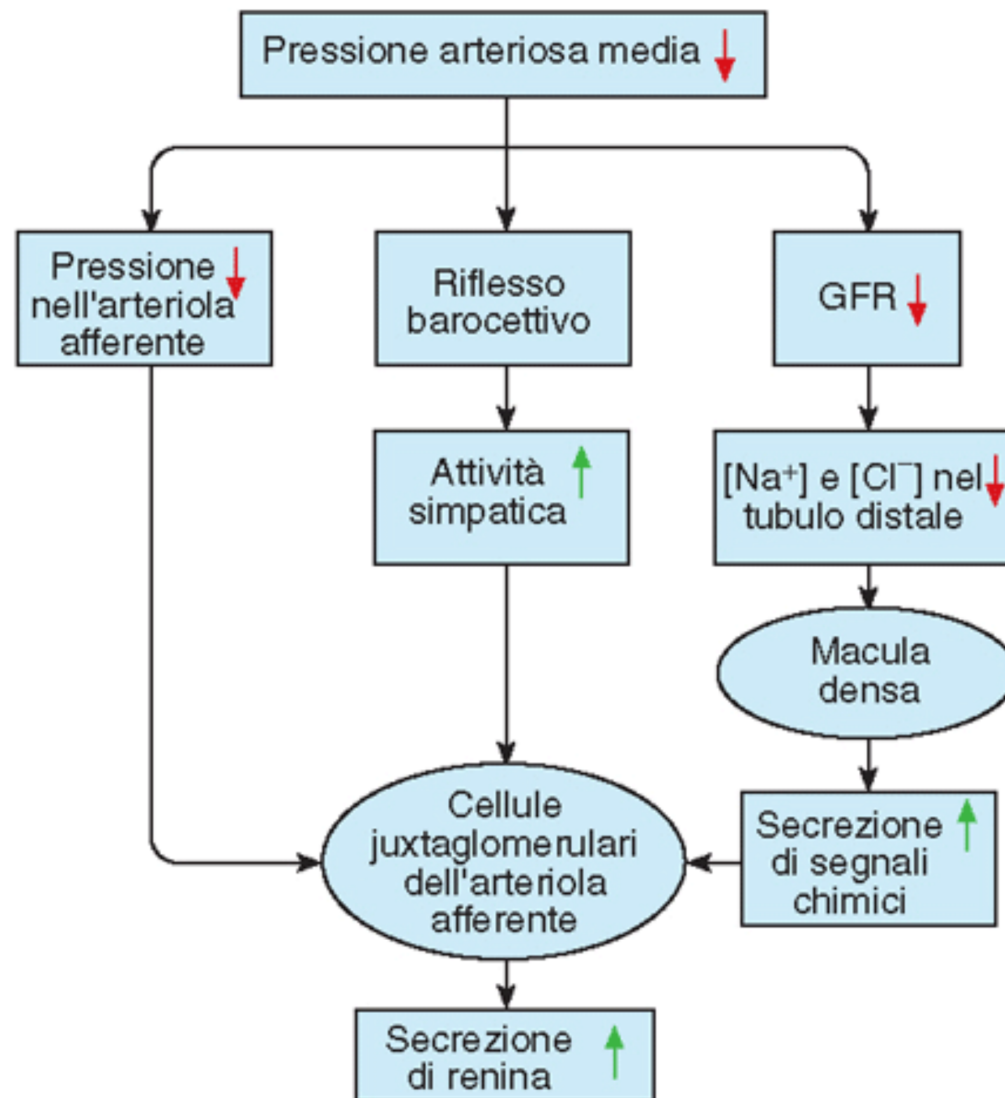 Pressione arteriosa media
Pressione
nell'arteriola
afferente
Riflesso
barocettivo
GFR
Attività
simpatica
[Na⁺] e [Cl⁻] nel
tubulo distale
Macula
densa
Cellule
juxtaglomerulari
dell'arteriola
afferente
Secrezione
di segnali
chimici
Secrezione
di renina